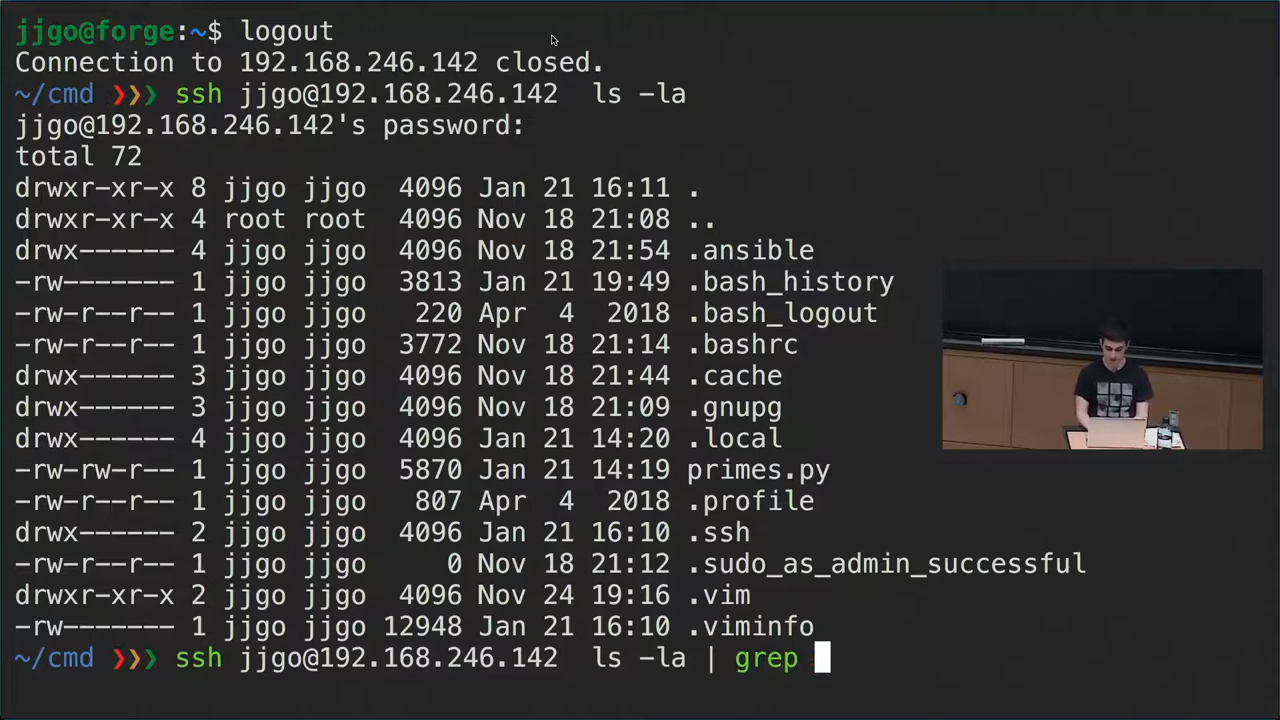 jjgo@forge:~$ logout
Connection to 192.168.246.142 closed.
~/cmd ❯❯❯ ssh jjgo@192.168.246.142  ls -la
jjgo@192.168.246.142's password:
total 72
drwxr-xr-x 8 jjgo jjgo  4096 Jan 21 16:11 .
drwxr-xr-x 4 root root  4096 Nov 18 21:08 ..
drwx------ 4 jjgo jjgo  4096 Nov 18 21:54 .ansible
-rw------- 1 jjgo jjgo  3813 Jan 21 19:49 .bash_history
-rw-r--r-- 1 jjgo jjgo   220 Apr  4  2018 .bash_logout
-rw-r--r-- 1 jjgo jjgo  3772 Nov 18 21:14 .bashrc
drwx------ 3 jjgo jjgo  4096 Nov 18 21:44 .cache
drwx------ 3 jjgo jjgo  4096 Nov 18 21:09 .gnupg
drwx------ 4 jjgo jjgo  4096 Jan 21 14:20 .local
-rw-rw-r-- 1 jjgo jjgo  5870 Jan 21 14:19 primes.py
-rw-r--r-- 1 jjgo jjgo   807 Apr  4  2018 .profile
drwx------ 2 jjgo jjgo  4096 Jan 21 16:10 .ssh
-rw-r--r-- 1 jjgo jjgo     0 Nov 18 21:12 .sudo_as_admin_successful
drwxr-xr-x 2 jjgo jjgo  4096 Nov 24 19:16 .vim
-rw------- 1 jjgo jjgo 12948 Jan 21 16:10 .viminfo
~/cmd ❯❯❯ ssh jjgo@192.168.246.142  ls -la | grep